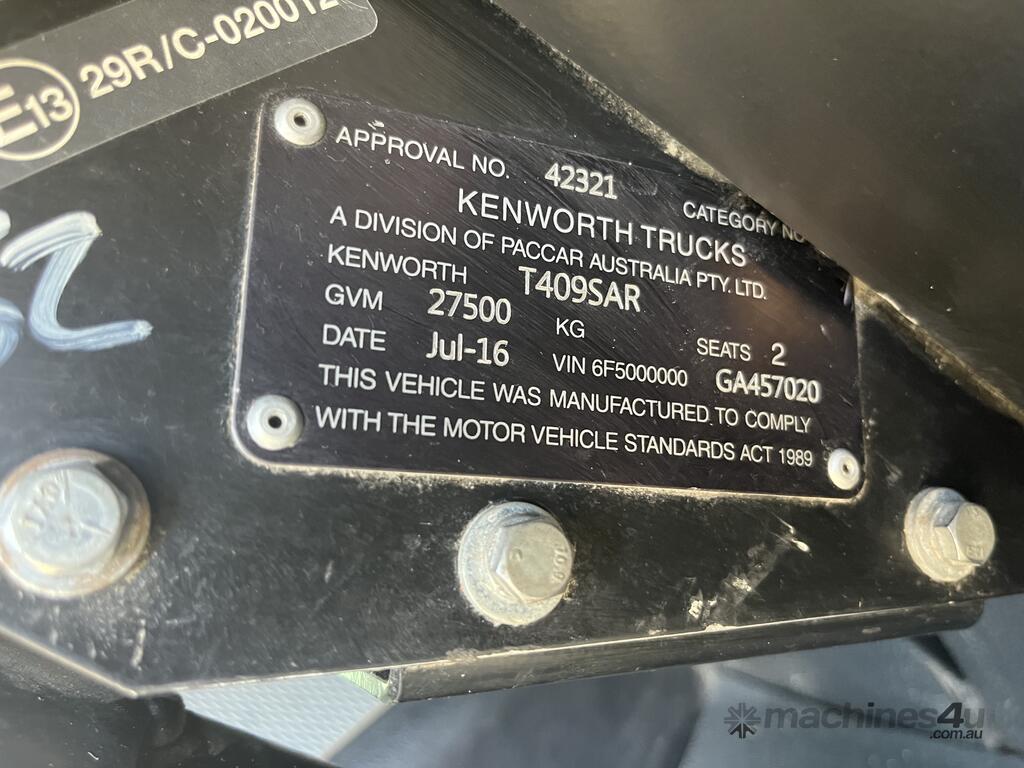 E13 29R/C-020012
APPROVAL NO. 42321 CATEGORY NO
KENWORTH TRUCKS
A DIVISION OF PACCAR AUSTRALIA PTY. LTD.
KENWORTH T409SAR
GVM 27500 KG SEATS 2
DATE Jul-16 VIN 6F5000000 GA457020
THIS VEHICLE WAS MANUFACTURED TO COMPLY
WITH THE MOTOR VEHICLE STANDARDS ACT 1989
machines4u
.com.au